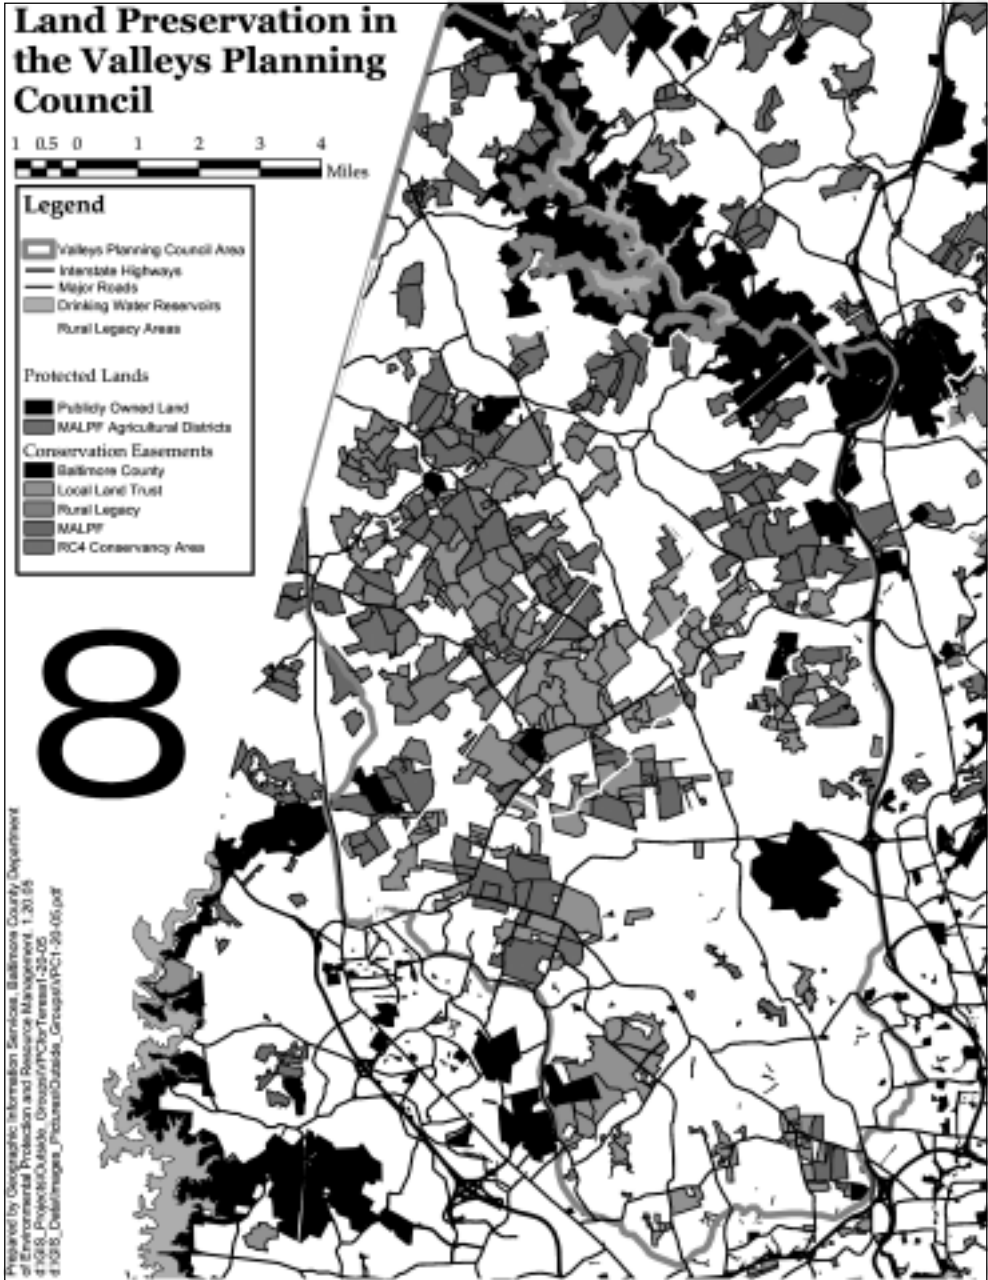 Land Preservation in
the Valleys Planning
Council
1 0.5 0 1 2 3 4
Miles
Legend
Valleys Planning Council Area
Interstate Highways
Major Roads
Drinking Water Reservoirs
Rural Legacy Areas
Protected Lands
Publicly Owned Land
MALPF Agricultural Districts
Conservation Easements
Baltimore County
Local Land Trust
Rural Legacy
MALPF
RC4 Conservancy Area
8
Prepared by Geographic Information Services, Baltimore County Department
of Environmental Protection and Resource Management 1.20.05